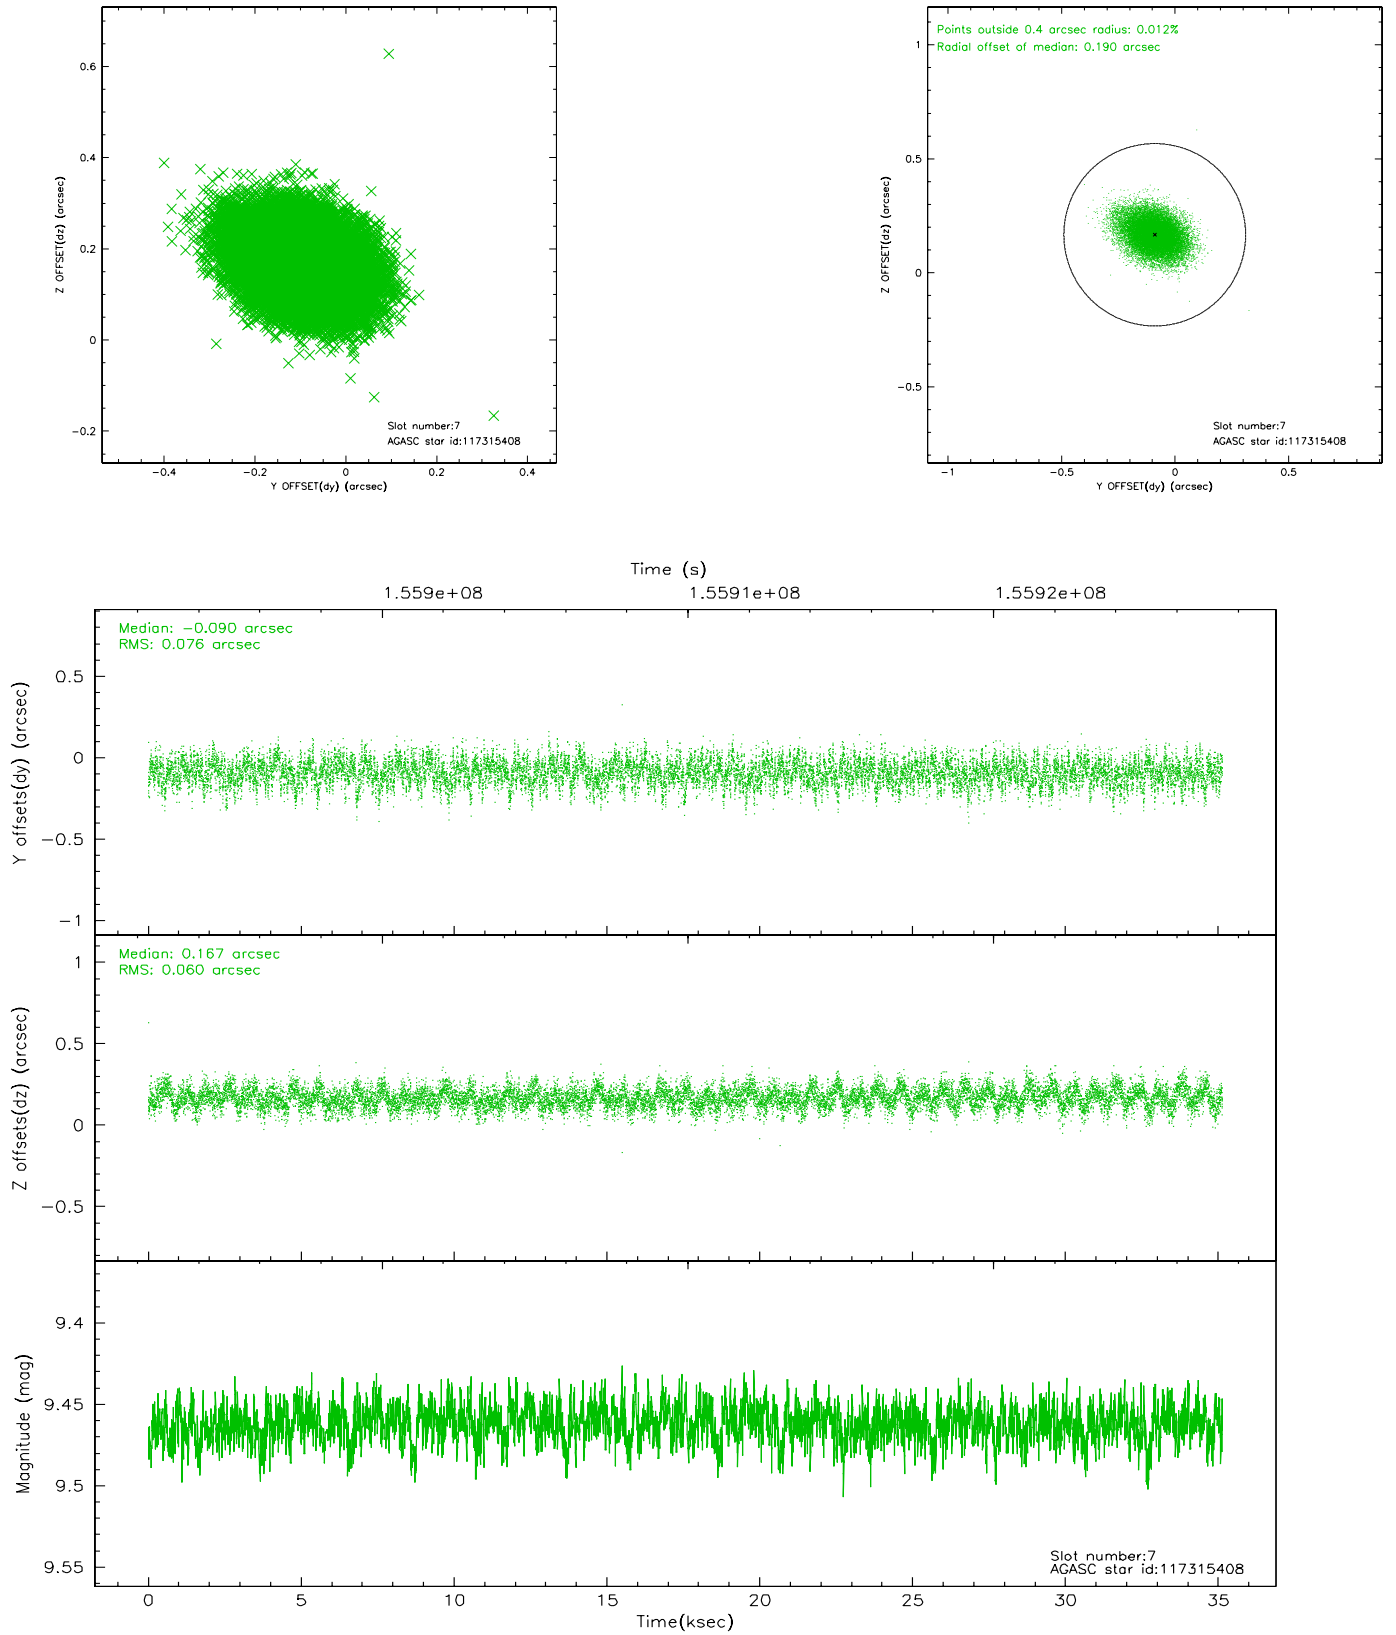 0.6
0.4
0.2
0
-0.2
-0.4
-0.2
0
0.2
0.4
Z OFFSET(dz) (arcsec)
Y OFFSET(dy) (arcsec)
Slot number:7
AGASC star id:117315408
Points outside 0.4 arcsec radius: 0.012%
Radial offset of median: 0.190 arcsec
1
0.5
0
-0.5
-1
-0.5
0
0.5
Z OFFSET(dz) (arcsec)
Y OFFSET(dy) (arcsec)
Slot number:7
AGASC star id:117315408
Time (s)
1.559e+08
1.5591e+08
1.5592e+08
Median: -0.090 arcsec
RMS: 0.076 arcsec
0.5
0
-0.5
-1
Y offsets(dy) (arcsec)
Median: 0.167 arcsec
RMS: 0.060 arcsec
1
0.5
0
-0.5
Z offsets(dz) (arcsec)
9.4
9.45
9.5
9.55
Magnitude (mag)
Slot number:7
AGASC star id:117315408
0
5
10
15
20
25
30
35
Time(ksec)